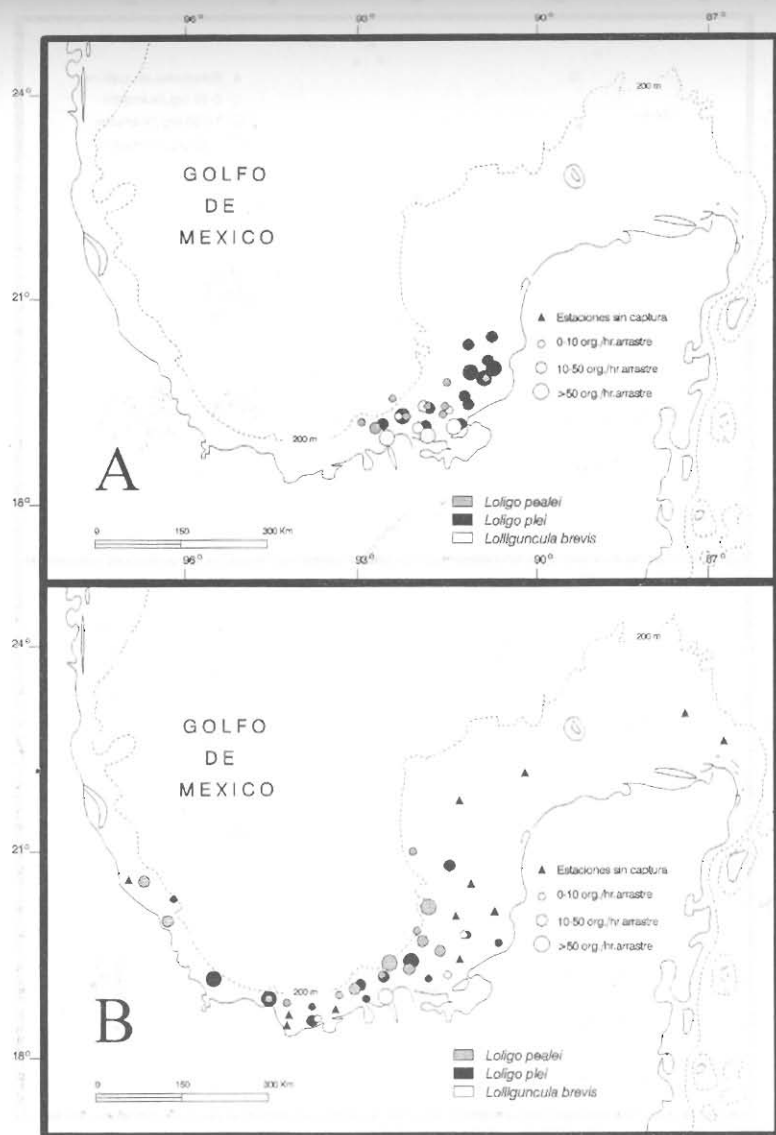 96° 93° 90° 87°
24°
200 m
GOLFO
DE
MEXICO
21°
Estaciones sin captura
0-10 org./hr.arrastre
10-50 org./hr.arrastre
>50 org./hr.arrastre
200 m
A
Loligo pealei
Loligo plei
Lolliguncula brevis
18°
0 150 300 Km
96° 93° 90° 87°
24°
200 m
GOLFO
DE
MEXICO
21°
Estaciones sin captura
0-10 org./hr.arrastre
10-50 org./hr.arrastre
>50 org./hr.arrastre
200 m
B
Loligo pealei
Loligo plei
Lolliguncula brevis
18°
0 150 300 Km